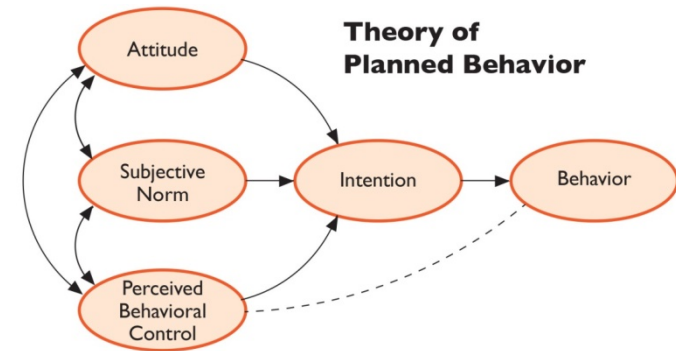 Theory of
Planned Behavior
Attitude
Subjective
Norm
Intention
Behavior
Perceived
Behavioral
Control